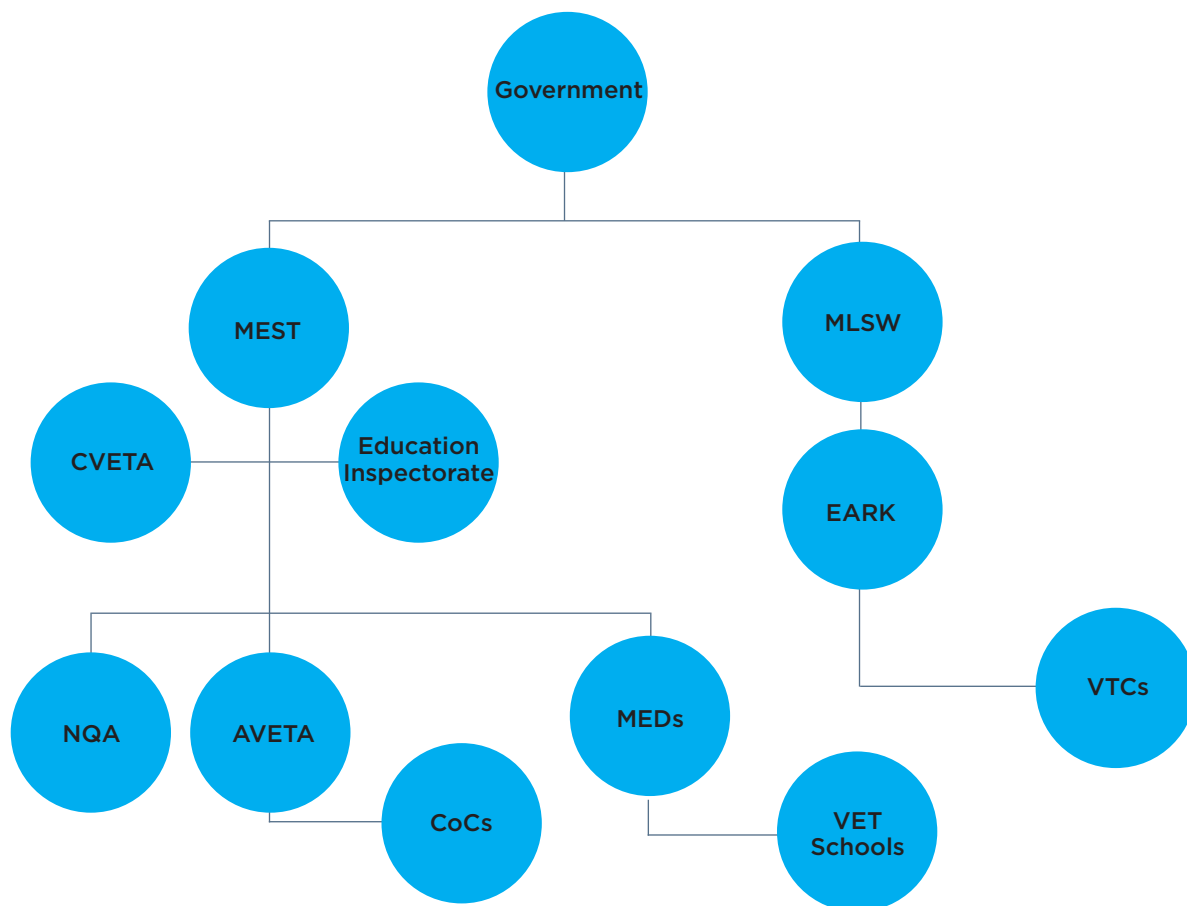 Government
MEST
MLSW
CVETA
Education
Inspectorate
EARK
NQA
AVETA
MEDs
VTCs
CoCs
VET
Schools